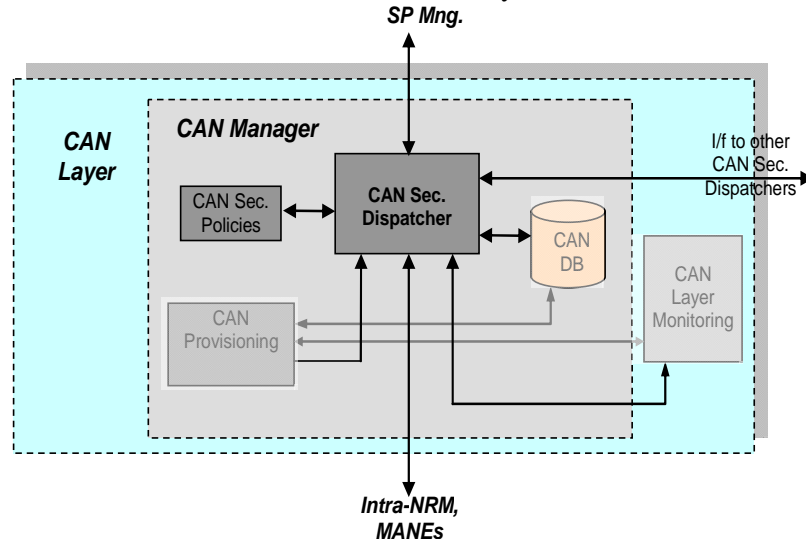 SP Mng.
CAN
Layer
CAN Manager
I/f to other
CAN Sec.
Dispatchers
CAN Sec.
Policies
CAN Sec.
Dispatcher
CAN
DB
CAN
Layer
Monitoring
CAN
Provisioning
Intra-NRM,
MANEs